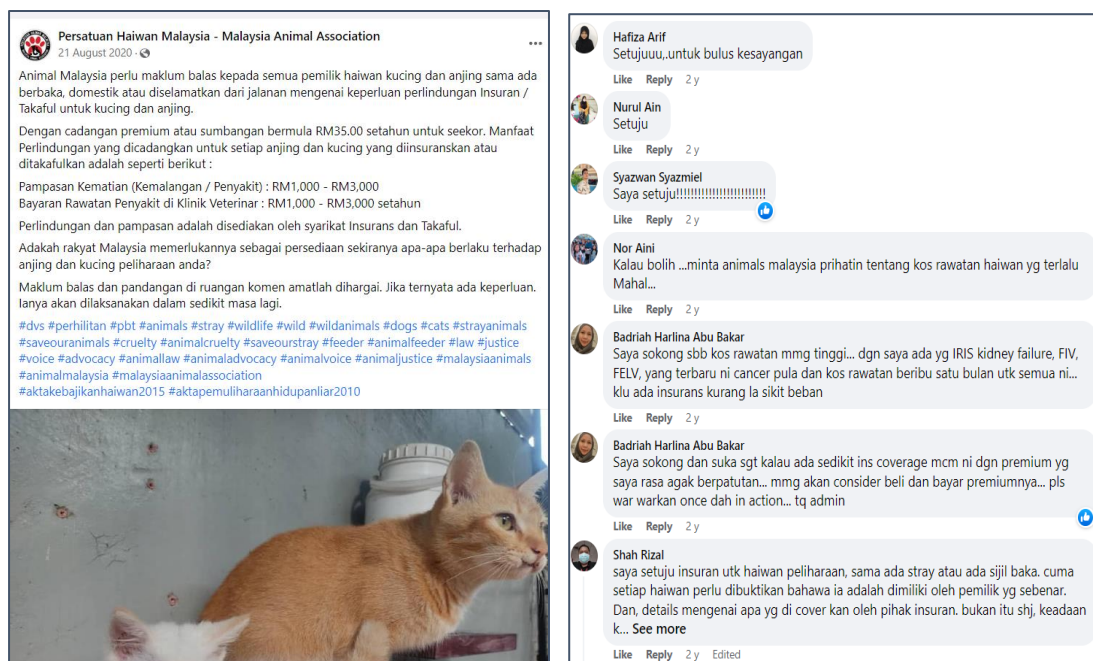 Persatuan Haiwan Malaysia - Malaysia Animal Association
21 August 2020 ·
Animal Malaysia perlu maklum balas kepada semua pemilik haiwan kucing dan anjing sama ada
berbaka, domestik atau diselamatkan dari jalanan mengenai keperluan perlindungan Insuran /
Takaful untuk kucing dan anjing.
Dengan cadangan premium atau sumbangan bermula RM35.00 setahun untuk seekor. Manfaat
Perlindungan yang dicadangkan untuk setiap anjing dan kucing yang diinsuranskan atau
ditakafulkan adalah seperti berikut :
Pampasan Kematian (Kemalangan / Penyakit) : RM1,000 - RM3,000
Bayaran Rawatan Penyakit di Klinik Veterinar : RM1,000 - RM3,000 setahun
Perlindungan dan pampasan adalah disediakan oleh syarikat Insurans dan Takaful.
Adakah rakyat Malaysia memerlukannya sebagai persediaan sekiranya apa-apa berlaku terhadap
anjing dan kucing peliharaan anda?
Maklum balas dan pandangan di ruangan komen amatlah dihargai. Jika ternyata ada keperluan.
Ianya akan dilaksanakan dalam sedikit masa lagi.
#dvs #perhilitan #pbt #animals #stray #wildlife #wild #wildanimals #dogs #cats #strayanimals
#saveouranimals #cruelty #animalcruelty #saveourstray #feeder #animalfeeder #law #justice
#voice #advocacy #animallaw #animaladvocacy #animalvoice #animaljustice #malaysiaanimals
#animalmalaysia #malaysiaanimalassociation
#aktakebajikanhaiwan2015 #aktapemuliharaanhidupanliar2010
Hafiza Arif
Setujuuu,.untuk bulus kesayangan
Like Reply 2 y
Nurul Ain
Setuju
Like Reply 2 y
Syazwan Syazmiel
Saya setuju!!!!!!!!!!!!!!!!!!!!!!!!!!
Like Reply 2 y
Nor Aini
Kalau bolih ...minta animals malaysia prihatin tentang kos rawatan haiwan yg terlalu
Mahal...
Like Reply 2 y
Badriah Harlina Abu Bakar
Saya sokong sbb kos rawatan mmg tinggi... dgn saya ada yg IRIS kidney failure, FIV,
FELV, yang terbaru ni cancer pula dan kos rawatan beribu satu bulan utk semua ni...
klu ada insurans kurang la sikit beban
Like Reply 2 y
Badriah Harlina Abu Bakar
Saya sokong dan suka sgt kalau ada sedikit ins coverage mcm ni dgn premium yg
saya rasa agak berpatutan... mmg akan consider beli dan bayar premiumnya... pls
war warkan once dah in action... tq admin
Like Reply 2 y
Shah Rizal
saya setuju insuran utk haiwan peliharaan, sama ada stray atau ada sijil baka. cuma
setiap haiwan perlu dibuktikan bahawa ia adalah dimiliki oleh pemilik yg sebenar.
Dan, details mengenai apa yg di cover kan oleh pihak insuran. bukan itu shj, keadaan
k... See more
Like Reply 2 y Edited